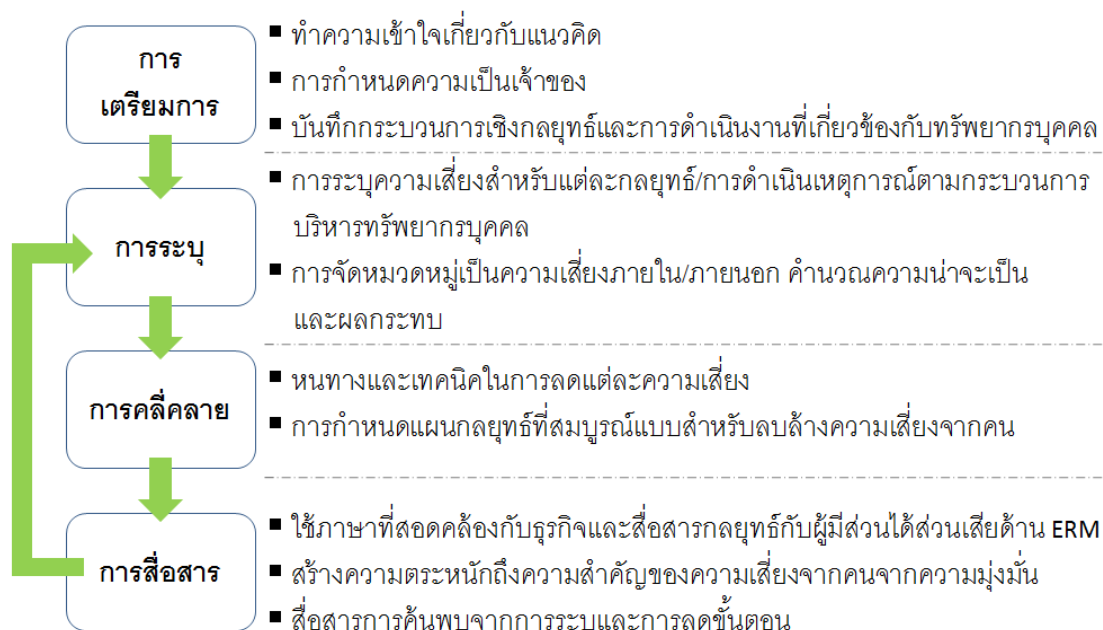 การ
เตรียมการ
■ ทำความเข้าใจเกี่ยวกับแนวคิด
■ การกำหนดความเป็นเจ้าของ
■ บันทึกกระบวนการเชิงกลยุทธ์และการดำเนินงานที่เกี่ยวข้องกับทรัพยากรบุคคล
การระบุ
■ การระบุความเสี่ยงสำหรับแต่ละกลยุทธ์/การดำเนินเหตุการณ์ตามกระบวนการ
บริหารทรัพยากรบุคคล
■ การจัดหมวดหมู่เป็นความเสี่ยงภายใน/ภายนอก คำนวณความน่าจะเป็น
และผลกระทบ
การคลี่คลาย
■ หนทางและเทคนิคในการลดแต่ละความเสี่ยง
■ การกำหนดแผนกลยุทธ์ที่สมบูรณ์แบบสำหรับลบล้างความเสี่ยงจากคน
การสื่อสาร
■ ใช้ภาษาที่สอดคล้องกับธุรกิจและสื่อสารกลยุทธ์กับผู้มีส่วนได้ส่วนเสียด้าน ERM
■ สร้างความตระหนักถึงความสำคัญของความเสี่ยงจากคนจากความมุ่งมั่น
■ สื่อสารการค้นพบจากการระบุและการลดขั้นตอน